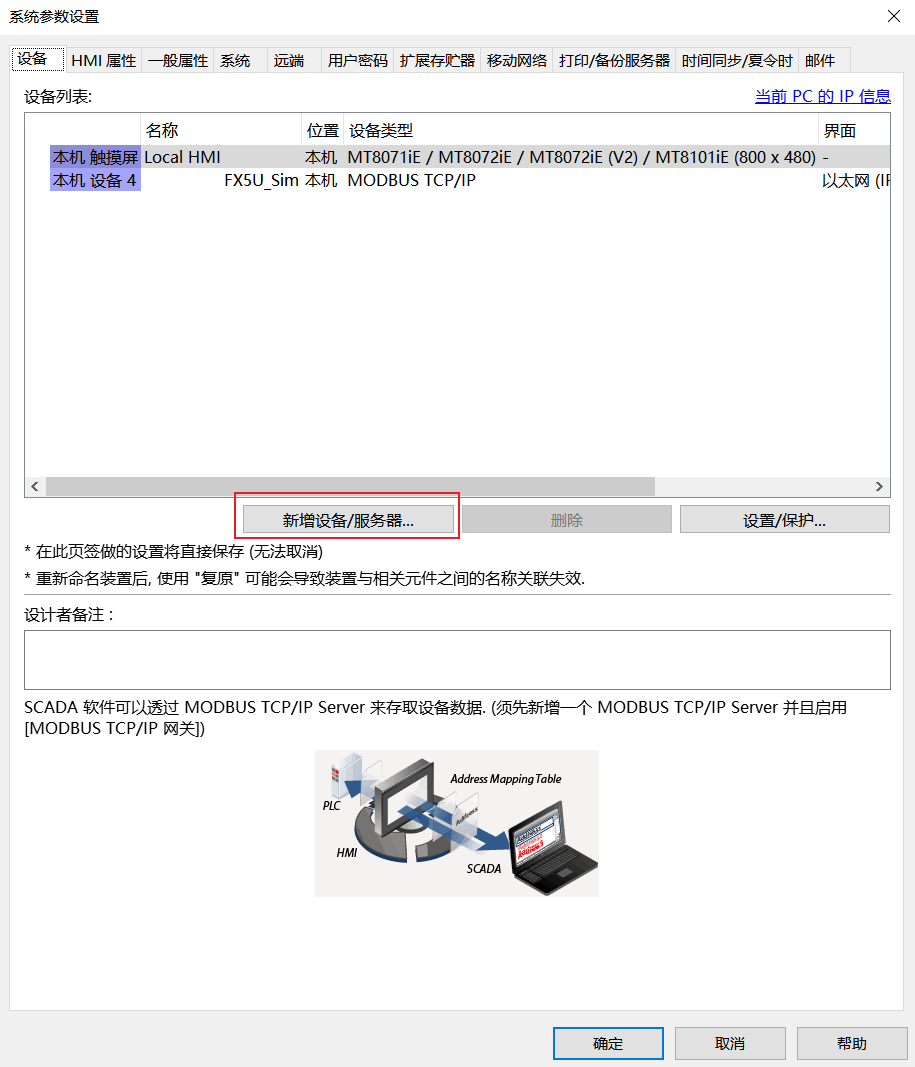 系统参数设置
设备 HMI 属性 一般属性 系统 远端 用户密码 扩展存贮器 移动网络 打印/备份服务器 时间同步/夏令时 邮件
设备列表: 当前 PC 的 IP 信息
名称 位置 设备类型 界面
本机 触摸屏 Local HMI 本机 MT8071iE / MT8072iE / MT8072iE (V2) / MT8101iE (800 x 480) -
本机 设备 4 FX5U_Sim 本机 MODBUS TCP/IP 以太网 (IP
新增设备/服务器... 删除 设置/保护...
* 在此页签做的设置将直接保存 (无法取消)
* 重新命名装置后, 使用 "复原" 可能会导致装置与相关元件之间的名称关联失效.
设计者备注 :
SCADA 软件可以透过 MODBUS TCP/IP Server 来存取设备数据. (须先新增一个 MODBUS TCP/IP Server 并且启用
[MODBUS TCP/IP 网关])
Address Mapping Table
PLC
Address
HMI
SCADA
确定 取消 帮助